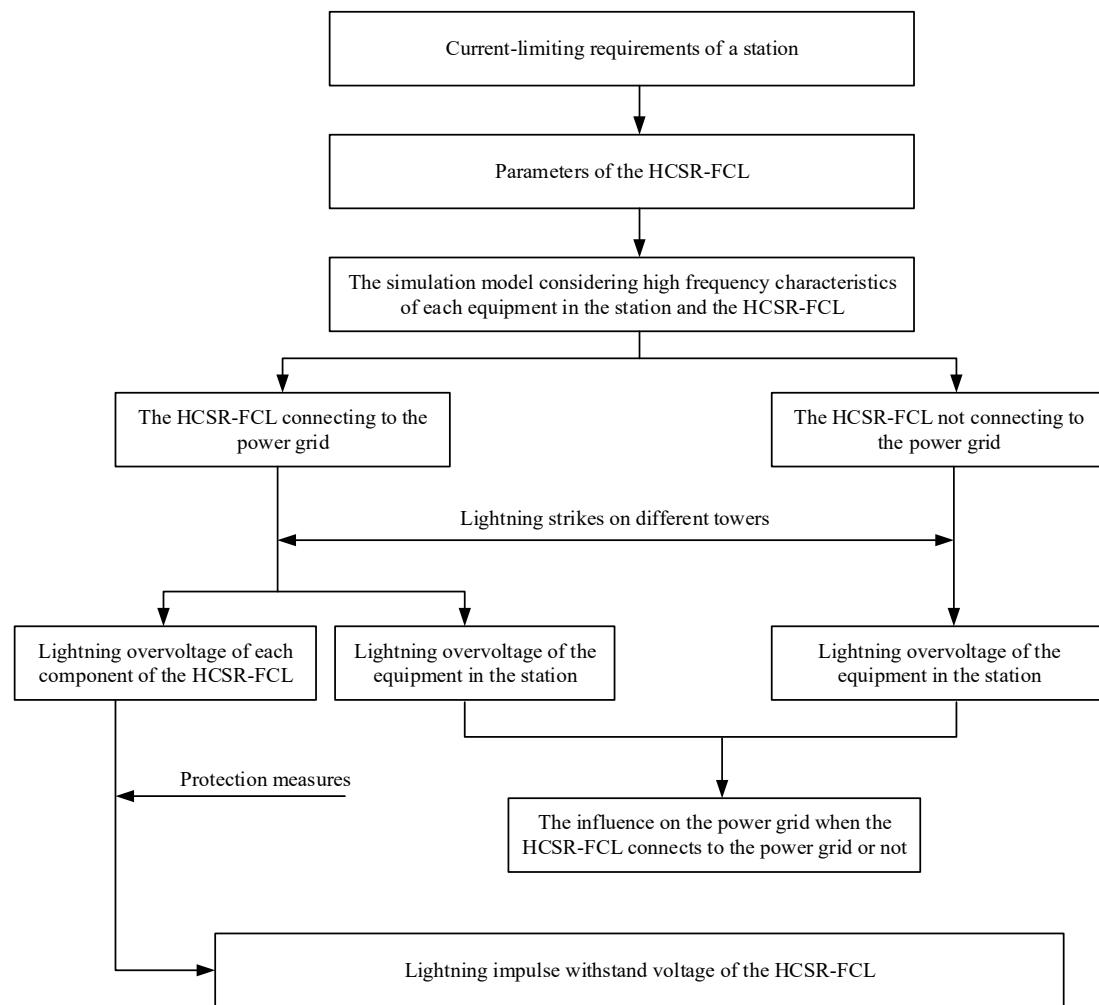 Current-limiting requirements of a station
Parameters of the HCSR-FCL
The simulation model considering high frequency characteristics
of each equipment in the station and the HCSR-FCL
The HCSR-FCL connecting to the
power grid
The HCSR-FCL not connecting to
the power grid
Lightning strikes on different towers
Lightning overvoltage of each
component of the HCSR-FCL
Lightning overvoltage of the
equipment in the station
Lightning overvoltage of the
equipment in the station
Protection measures
The influence on the power grid when the
HCSR-FCL connects to the power grid or not
Lightning impulse withstand voltage of the HCSR-FCL